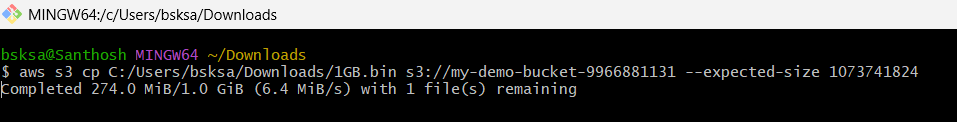 MINGW64:/c/Users/bsksa/Downloads
bsksa@Santhosh MINGW64 ~/Downloads
$ aws s3 cp C:/Users/bsksa/Downloads/1GB.bin s3://my-demo-bucket-9966881131 --expected-size 1073741824
Completed 274.0 MiB/1.0 GiB (6.4 MiB/s) with 1 file(s) remaining